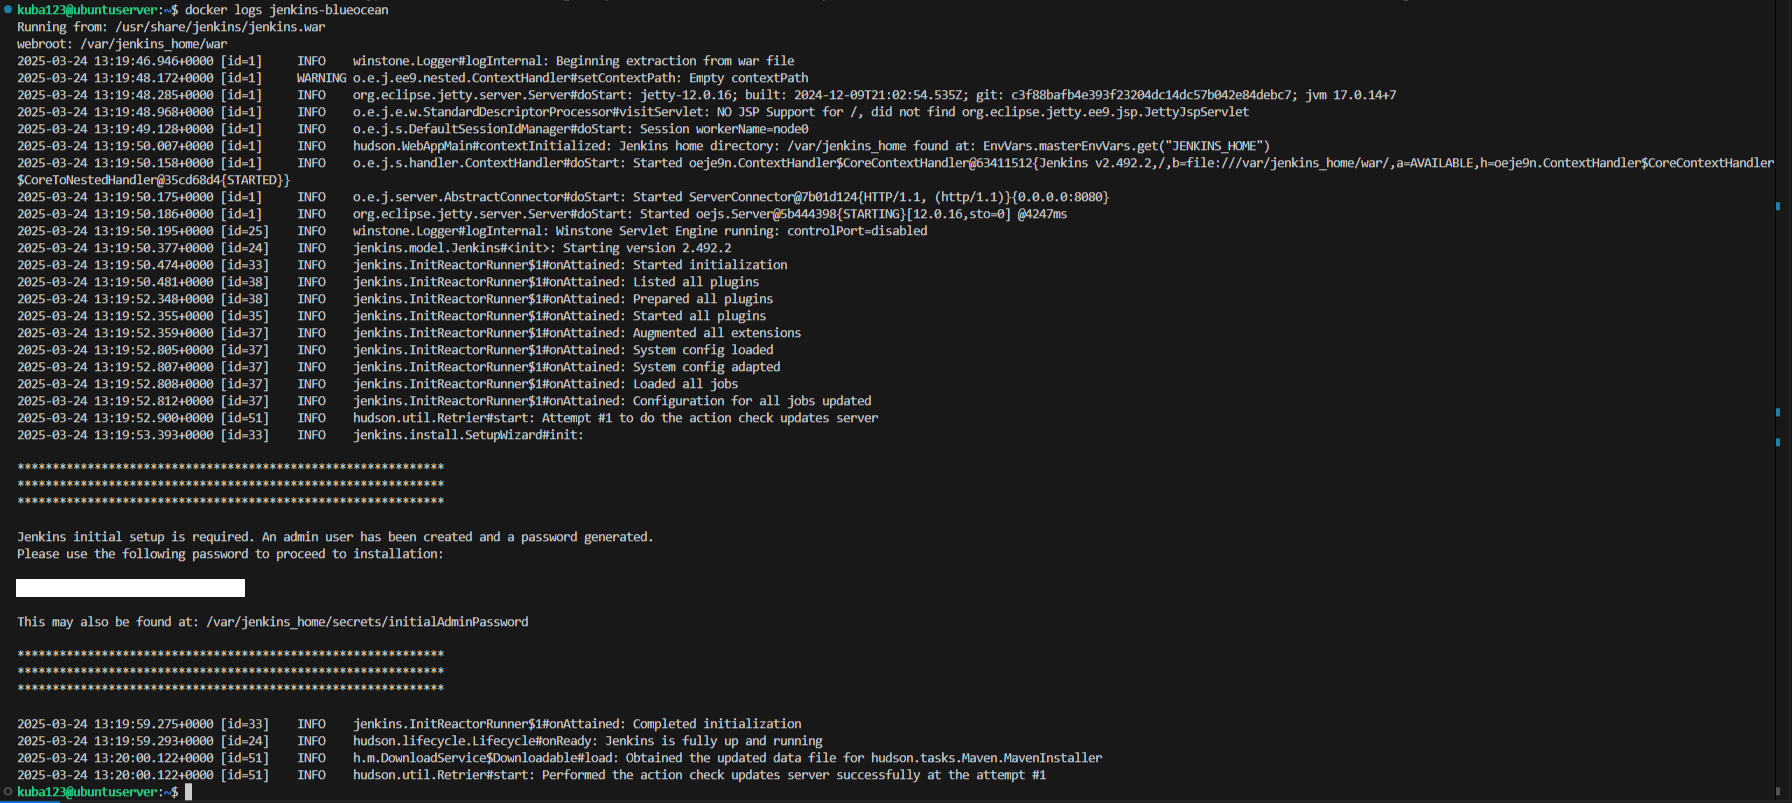 kuba123@ubuntuserver:~$ docker logs jenkins-blueocean
Running from: /usr/share/jenkins/jenkins.war
webroot: /var/jenkins_home/war
2025-03-24 13:19:46.946+0000 [id=1]     INFO    winstone.Logger#logInternal: Beginning extraction from war file
2025-03-24 13:19:48.172+0000 [id=1]     WARNING o.e.j.ee9.nested.ContextHandler#setContextPath: Empty contextPath
2025-03-24 13:19:48.285+0000 [id=1]     INFO    org.eclipse.jetty.server.Server#doStart: jetty-12.0.16; built: 2024-12-09T21:02:54.535Z; git: c3f88bafb4e393f23204dc14dc57b042e84debc7; jvm 17.0.14+7
2025-03-24 13:19:48.968+0000 [id=1]     INFO    o.e.j.e.w.StandardDescriptorProcessor#visitServlet: NO JSP Support for /, did not find org.eclipse.jetty.ee9.jsp.JettyJspServlet
2025-03-24 13:19:49.128+0000 [id=1]     INFO    o.e.j.s.DefaultSessionIdManager#doStart: Session workerName=node0
2025-03-24 13:19:50.007+0000 [id=1]     INFO    hudson.WebAppMain#contextInitialized: Jenkins home directory: /var/jenkins_home found at: EnvVars.masterEnvVars.get("JENKINS_HOME")
2025-03-24 13:19:50.158+0000 [id=1]     INFO    o.e.j.s.handler.ContextHandler#doStart: Started oeje9n.ContextHandler$CoreContextHandler@63411512{Jenkins v2.492.2,/,b=file:///var/jenkins_home/war/,a=AVAILABLE,h=oeje9n.ContextHandler$CoreContextHandler
$CoreToNestedHandler@35cd68d4{STARTED}}
2025-03-24 13:19:50.175+0000 [id=1]     INFO    o.e.j.server.AbstractConnector#doStart: Started ServerConnector@7b01d124{HTTP/1.1, (http/1.1)}{0.0.0.0:8080}
2025-03-24 13:19:50.186+0000 [id=1]     INFO    org.eclipse.jetty.server.Server#doStart: Started oejs.Server@5b444398{STARTING}[12.0.16,sto=0] @4247ms
2025-03-24 13:19:50.195+0000 [id=25]    INFO    winstone.Logger#logInternal: Winstone Servlet Engine running: controlPort=disabled
2025-03-24 13:19:50.377+0000 [id=24]    INFO    jenkins.model.Jenkins#<init>: Starting version 2.492.2
2025-03-24 13:19:50.474+0000 [id=33]    INFO    jenkins.InitReactorRunner$1#onAttained: Started initialization
2025-03-24 13:19:50.481+0000 [id=38]    INFO    jenkins.InitReactorRunner$1#onAttained: Listed all plugins
2025-03-24 13:19:52.348+0000 [id=38]    INFO    jenkins.InitReactorRunner$1#onAttained: Prepared all plugins
2025-03-24 13:19:52.355+0000 [id=35]    INFO    jenkins.InitReactorRunner$1#onAttained: Started all plugins
2025-03-24 13:19:52.359+0000 [id=37]    INFO    jenkins.InitReactorRunner$1#onAttained: Augmented all extensions
2025-03-24 13:19:52.805+0000 [id=37]    INFO    jenkins.InitReactorRunner$1#onAttained: System config loaded
2025-03-24 13:19:52.807+0000 [id=37]    INFO    jenkins.InitReactorRunner$1#onAttained: System config adapted
2025-03-24 13:19:52.808+0000 [id=37]    INFO    jenkins.InitReactorRunner$1#onAttained: Loaded all jobs
2025-03-24 13:19:52.812+0000 [id=37]    INFO    jenkins.InitReactorRunner$1#onAttained: Configuration for all jobs updated
2025-03-24 13:19:52.900+0000 [id=51]    INFO    hudson.util.Retrier#start: Attempt #1 to do the action check updates server
2025-03-24 13:19:53.393+0000 [id=33]    INFO    jenkins.install.SetupWizard#init:
*************************************************************
*************************************************************
*************************************************************
Jenkins initial setup is required. An admin user has been created and a password generated.
Please use the following password to proceed to installation:
This may also be found at: /var/jenkins_home/secrets/initialAdminPassword
*************************************************************
*************************************************************
*************************************************************
2025-03-24 13:19:59.275+0000 [id=33]    INFO    jenkins.InitReactorRunner$1#onAttained: Completed initialization
2025-03-24 13:19:59.293+0000 [id=24]    INFO    hudson.lifecycle.Lifecycle#onReady: Jenkins is fully up and running
2025-03-24 13:20:00.122+0000 [id=51]    INFO    h.m.DownloadService$Downloadable#load: Obtained the updated data file for hudson.tasks.Maven.MavenInstaller
2025-03-24 13:20:00.122+0000 [id=51]    INFO    hudson.util.Retrier#start: Performed the action check updates server successfully at the attempt #1
kuba123@ubuntuserver:~$